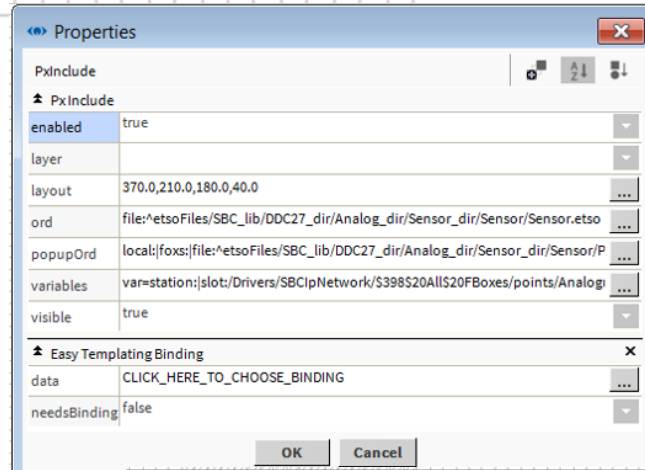 Properties
PxInclude
PxInclude
enabled true
layer
layout 370.0,210.0,180.0,40.0 ...
ord file:^etsoFiles/SBC_lib/DDC27_dir/Analog_dir/Sensor_dir/Sensor/Sensor.etso ...
popupOrd local:|foxs:|file:^etsoFiles/SBC_lib/DDC27_dir/Analog_dir/Sensor_dir/Sensor/P ...
variables var=station:|slot:/Drivers/SBCIpNetwork/$398$20All$20FBoxes/points/Analog ...
visible true
Easy Templating Binding
data CLICK_HERE_TO_CHOOSE_BINDING ...
needsBinding false
OK Cancel